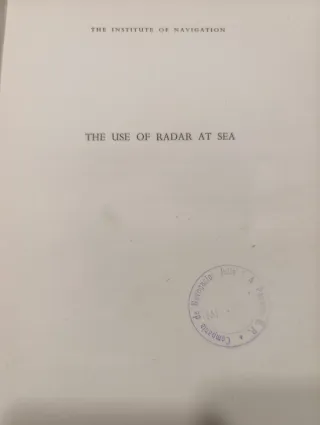 THE INSTITUTE OF NAVIGATION
THE USE OF RADAR AT SEA